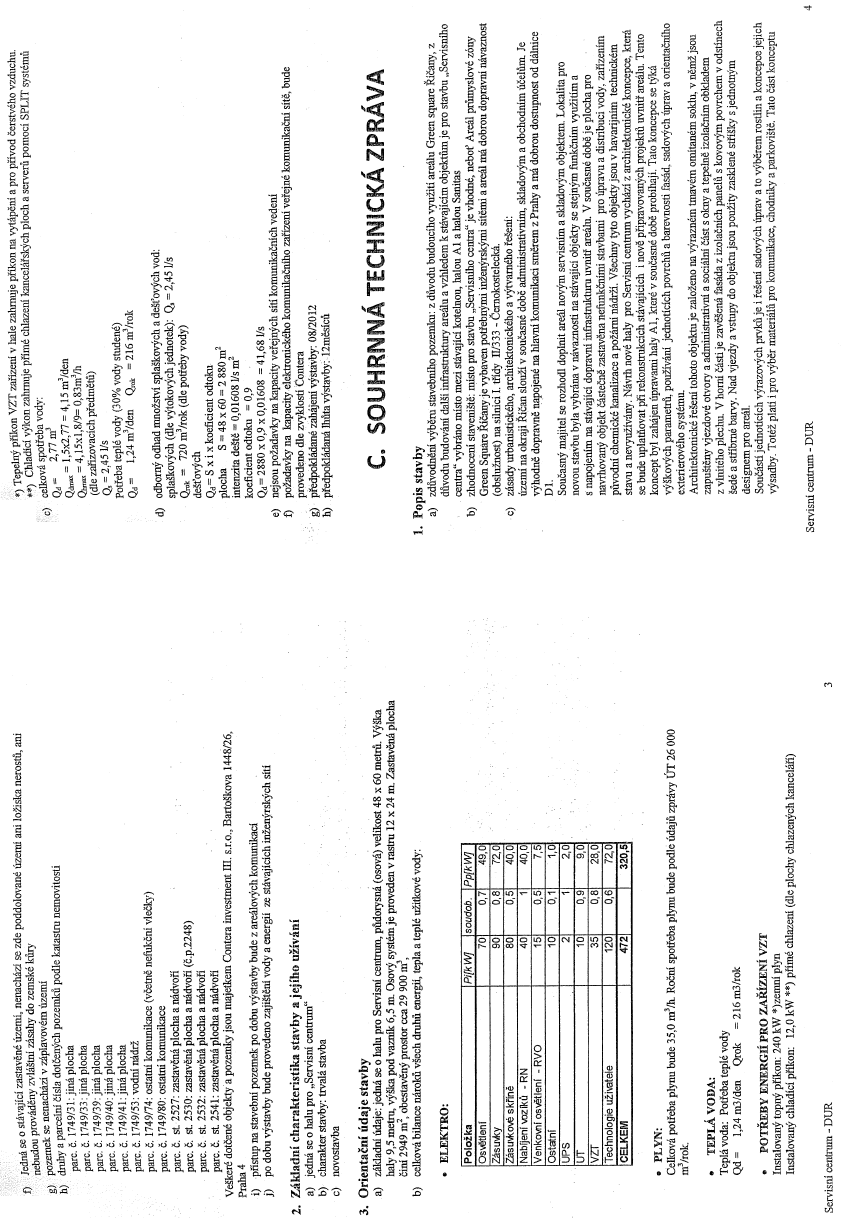 f) Jedná se o stávající zastavěné území, nenachází se zde poddolované území ani ložiska nerostů, ani
nebudou prováděny zvláštní zásahy do zemské kůry
g) pozemek se nenachází v záplavovém území
h) druhy a parcelní čísla dotčených pozemků podle katastru nemovitostí
parc. č. 1749/31: jiná plocha
parc. č. 1749/33: jiná plocha
parc. č. 1749/39: jiná plocha
parc. č. 1749/40: jiná plocha
parc. č. 1749/41: jiná plocha
parc. č. 1749/53: vodní nádrž
parc. č. 1749/74: ostatní komunikace (včetně nefukční vlečky)
parc. č. 1749/80: ostatní komunikace
parc. č. st. 2527: zastavěná plocha a nádvoří
parc. č. st. 2530: zastavěná plocha a nádvoří (č.p.2248)
parc. č. st. 2532: zastavěná plocha a nádvoří
parc. č. st. 2541: zastavěná plocha a nádvoří
Veškeré dotčené objekty a pozemky jsou majetkem Contera investment III. s.r.o., Bartoškova 1448/26,
Praha 4
i) přístup na stavební pozemek po dobu výstavby bude z areálových komunikací
j) po dobu výstavby bude provedeno zajištění vody a energií ze stávajících inženýrských sítí
2. Základní charakteristika stavby a jejího užívání
a) jedná se o halu pro „Servisní centrum“
b) charakter stavby: trvalá stavba
c) novostavba
3. Orientační údaje stavby
a) základní údaje: jedná se o halu pro Servisní centrum, půdorysná (osová) velikost 48 x 60 metrů. Výška
haly 9,5 metrů, výška pod vazník 6,5 m. Osový systém je proveden v rastru 12 x 24 m. Zastavěná plocha
činí 2949 m², obestavěný prostor cca 29 900 m³,
b) celková bilance nároků všech druhů energií, tepla a teplé užitkové vody:
• ELEKTRO:
Položka Pi[kW] soudob. Pp[kW]
Osvětlení 70 0,7 49,0
Zásuvky 90 0,8 72,0
Zásuvkové skříně 80 0,5 40,0
Nabíjení vozíků - RN 40 1 40,0
Venkovní osvětlení - RVO 15 0,5 7,5
Ostatní 10 0,1 1,0
UPS 2 1 2,0
ÚT 10 0,9 9,0
VZT 35 0,8 28,0
Technologie uživatele 120 0,6 72,0
CELKEM 472 320,5
• PLYN:
Celková potřeba plynu bude 35,0 m³/h. Roční spotřeba plynu bude podle údajů zprávy ÚT 26 000
m³/rok.
• TEPLÁ VODA:
Teplá voda: Potřeba teplé vody
Qd = 1,24 m3/den Qrok = 216 m3/rok
• POTŘEBY ENERGIÍ PRO ZAŘÍZENÍ VZT
Instalovaný topný příkon: 240 kW *)zemní plyn
Instalovaný chladící příkon: 12,0 kW **) přímé chlazení (dle plochy chlazených kanceláří)
Servisní centrum - DUR
3
*) Tepelný příkon VZT zařízení v hale zahrnuje příkon na vytápění a pro přívod čerstvého vzduchu.
**) Chladící výkon zahrnuje přímé chlazení kancelářských ploch a serverů pomocí SPLIT systémů
c) celková spotřeba vody:
Qd = 2,77 m³
Qdmax = 1,5x2,77 = 4,15 m³/den
Qhmax = 4,15x1,8/9= 0,83m³/h
(dle zařizovacích předmětů)
Qs = 2,45 l/s
Potřeba teplé vody (30% vody studené)
Qd = 1,24 m³/den Qrok = 216 m³/rok
d) odborný odhad množství splaškových a dešťových vod:
splaškových (dle výtokových jednotek): Qs = 2,45 l/s
Qrok = 720 m³/rok (dle potřeby vody)
dešťových
Qd = S x i x koeficient odtoku
plocha S = 48 x 60 = 2 880 m²
intenzita deště = 0,01608 l/s m²
koeficient odtoku = 0,9
Qd = 2880 x 0,9 x 0,01608 = 41,68 l/s
e) nejsou požadavky na kapacity veřejných sítí komunikačních vedení
f) požadavky na kapacity elektronického komunikačního zařízení veřejné komunikační sítě, bude
provedeno dle zvyklostí Contera
g) předpokládané zahájení výstavby: 08/2012
h) předpokládaná lhůta výstavby: 12měsíců
C. SOUHRNNÁ TECHNICKÁ ZPRÁVA
1. Popis stavby
a) zdůvodnění výběru stavebního pozemku: z důvodu budoucího využití areálu Green square Říčany, z
důvodu budování další infrastruktury areálu a vzhledem k stávajícím objektům je pro stavbu „Servisního
centra“ vybráno místo mezi stávající kotelnou, halou A1 a halou Sanitas
b) zhodnocení staveniště: místo pro stavbu „Servisního centra“ je vhodné, neboť Areál průmyslové zóny
Green Square Říčany je vybaven potřebnými inženýrskými sítěmi a areál má dobrou dopravní návaznost
(obslužnost) na silnici I. třídy II/333 - Černokostelecká.
c) zásady urbanistického, architektonického a výtvarného řešení:
území na okraji Říčan slouží v současné době administrativním, skladovým a obchodním účelům. Je
výhodně dopravně napojené na hlavní komunikaci směrem z Prahy a má dobrou dostupnost od dálnice
D1.
Současný majitel se rozhodl doplnit areál novým servisním a skladovým objektem. Lokalita pro
novou stavbu byla vybrána v návaznosti na stávající objekty se stejným funkčním využitím a
s napojením na stávající dopravní infrastrukturu uvnitř areálu. V současné době je plocha pro
navrhovaný objekt částečně zastavěna nefunkčními stavbami pro úpravu a distribuci vody, zařízením
původní chemické kanalizace a požární nádrží. Všechny tyto objekty jsou v havarijním technickém
stavu a nevyužívány. Návrh nové haly pro Servisní centrum vychází z architektonické koncepce, která
se bude uplatňovat při rekonstrukcích stávajících i nově připravovaných projektů uvnitř areálu. Tento
koncept byl zahájen úpravami haly A1, které v současné době probíhají. Tato koncepce se týká
výškových parametrů, používání jednotících povrchů a barevnosti fasád, sadových úprav a orientačního
exteriérového systému.
Architektonické řešení tohoto objektu je založeno na výrazném tmavém omítaném soklu, v němž jsou
zapuštěny vjezdové otvory a administrativní a sociální část s okny a tepelně izolačním obkladem
z vlnitého plechu. V horní části je zavěšená fasáda z izolačních panelů s kovovým povrchem v odstínech
šedé a stříbrné barvy. Nad vjezdy a vstupy do objektu jsou použity zasklené stříšky s jednotným
designem pro areál.
Součástí jednotících výrazových prvků je i řešení sadových úprav a to výběrem rostlin a koncepce jejich
výsadby. Totéž platí i pro výběr materiálů pro komunikace, chodníky a parkoviště. Tato část konceptu
Servisní centrum - DUR
4